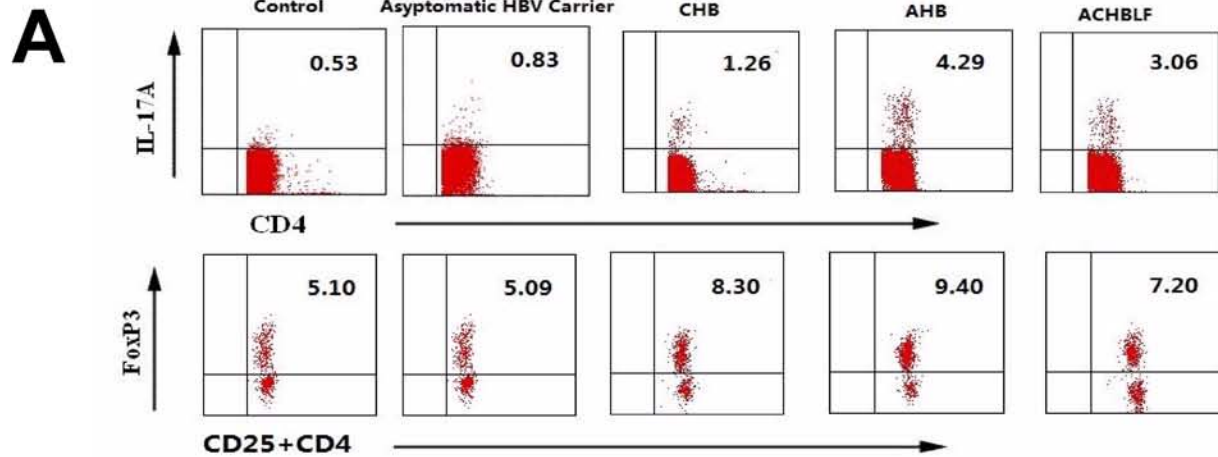 A
Control Asyptomatic HBV Carrier CHB AHB ACHBLF
IL-17A
0.53 0.83 1.26 4.29 3.06
CD4
FoxP3
5.10 5.09 8.30 9.40 7.20
CD25+CD4